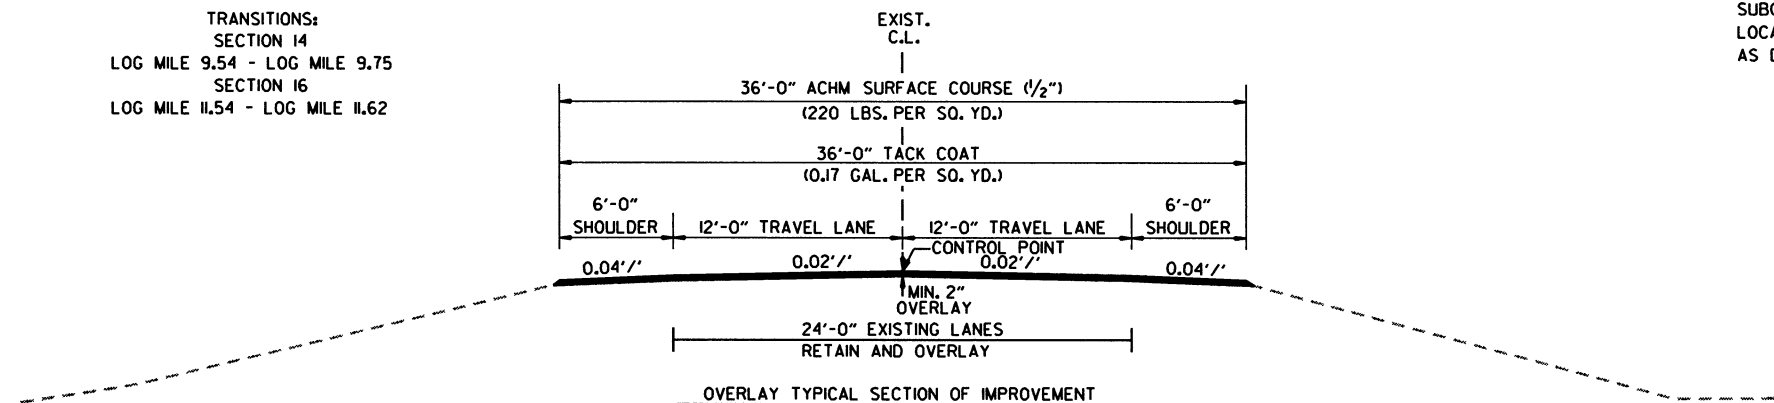 TRANSITIONS:
SECTION 14
LOG MILE 9.54 - LOG MILE 9.75
SECTION 16
LOG MILE 11.54 - LOG MILE 11.62
EXIST.
C.L.
36'-0" ACHM SURFACE COURSE (1/2")
(220 LBS. PER SQ. YD.)
36'-0" TACK COAT
(0.17 GAL. PER SQ. YD.)
6'-0"
SHOULDER
12'-0" TRAVEL LANE
12'-0" TRAVEL LANE
6'-0"
SHOULDER
CONTROL POINT
0.04'/'
0.02'/'
0.02'/'
0.04'/'
MIN. 2"
OVERLAY
24'-0" EXISTING LANES
RETAIN AND OVERLAY
OVERLAY TYPICAL SECTION OF IMPROVEMENT
AS